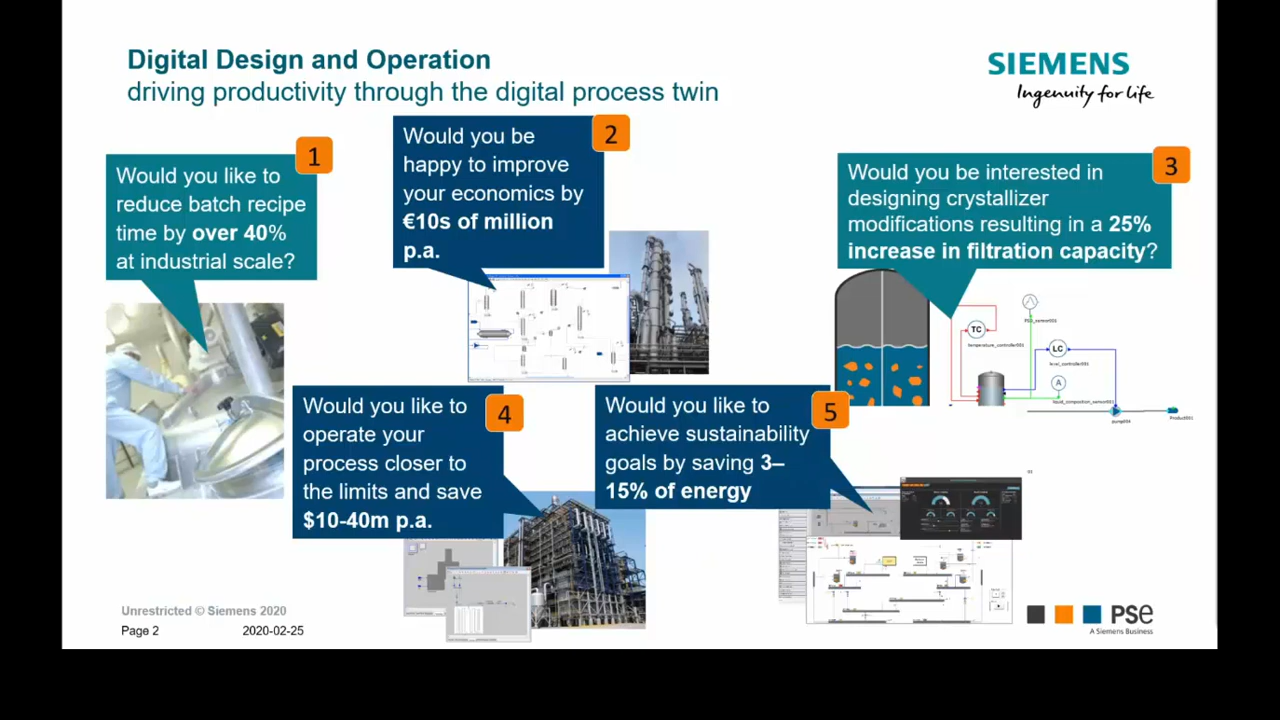 Digital Design and Operation
driving productivity through the digital process twin
SIEMENS
Ingenuity for life
1
Would you like to
reduce batch recipe
time by over 40%
at industrial scale?
2
Would you be
happy to improve
your economics by
€10s of million
p.a.
3
Would you be interested in
designing crystallizer
modifications resulting in a 25%
increase in filtration capacity?
TC
temperature_controller001
LC
level_controller001
A
liquid_composition_sensor001
4
Would you like to
operate your
process closer to
the limits and save
$10-40m p.a.
5
Would you like to
achieve sustainability
goals by saving 3–
15% of energy
Unrestricted © Siemens 2020
Page 2
2020-02-25
PSe
A Siemens Business